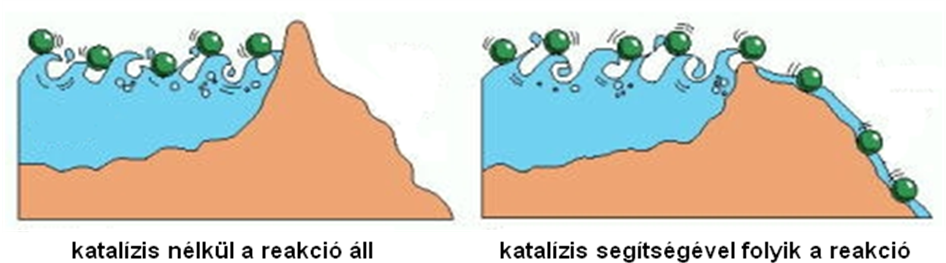 katalízis nélkül a reakció áll
katalízis segítségével folyik a reakció